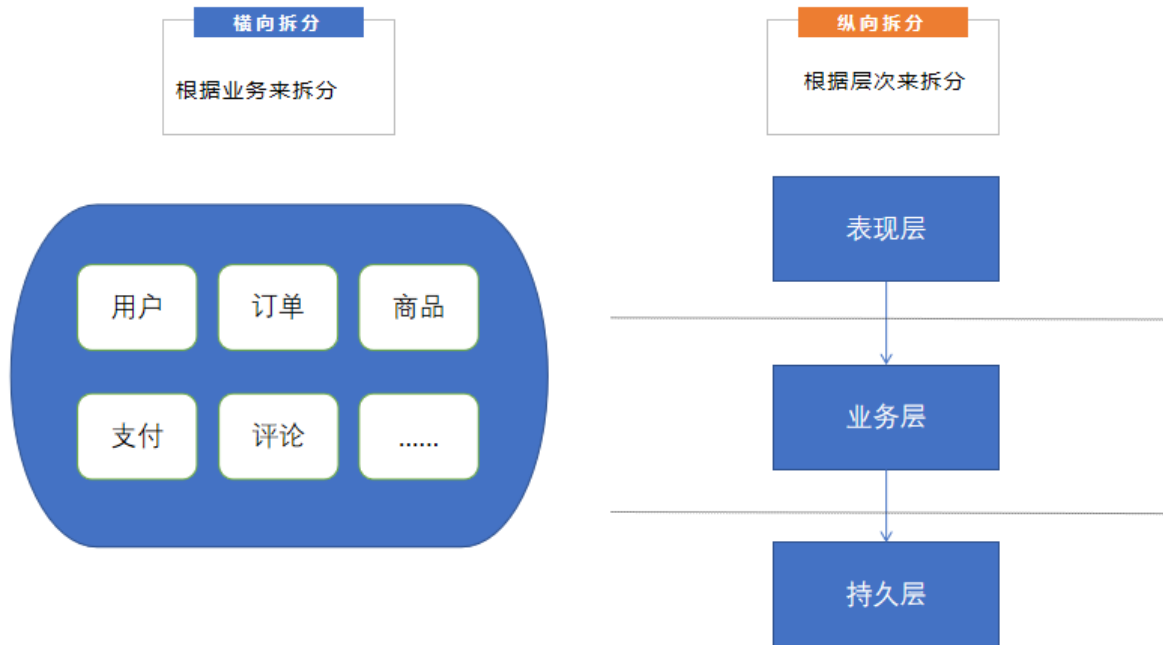 横向拆分
根据业务来拆分
用户
订单
商品
支付
评论
......
纵向拆分
根据层次来拆分
表现层
业务层
持久层